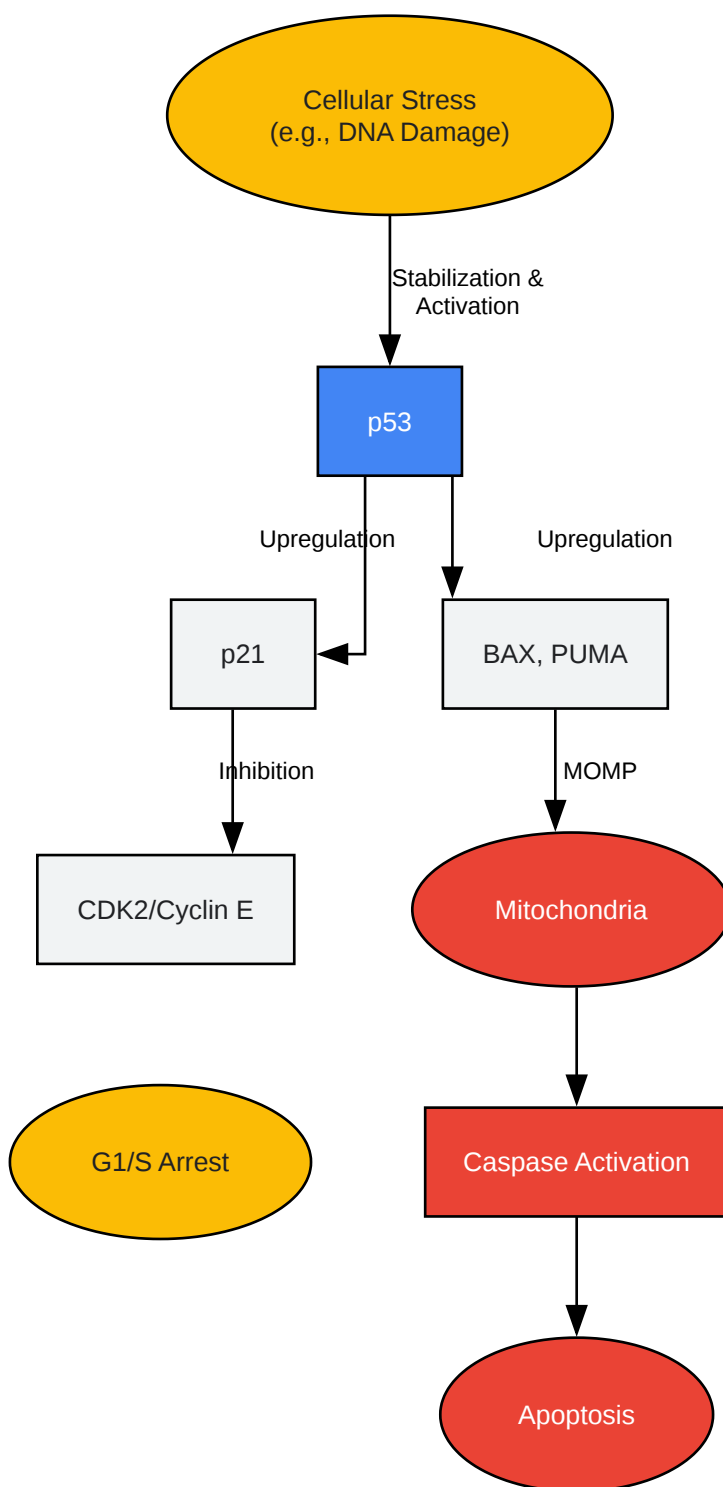 Cellular Stress
(e.g., DNA Damage)
Stabilization &
Activation
p53
Upregulation
Upregulation
p21
BAX, PUMA
Inhibition
MOMP
CDK2/Cyclin E
Mitochondria
G1/S Arrest
Caspase Activation
Apoptosis